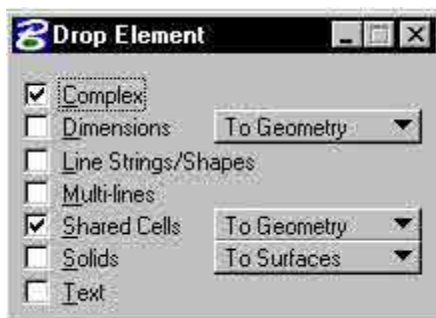 Drop Element
Complex
Dimensions To Geometry
Line Strings/Shapes
Multi-lines
Shared Cells To Geometry
Solids To Surfaces
Text